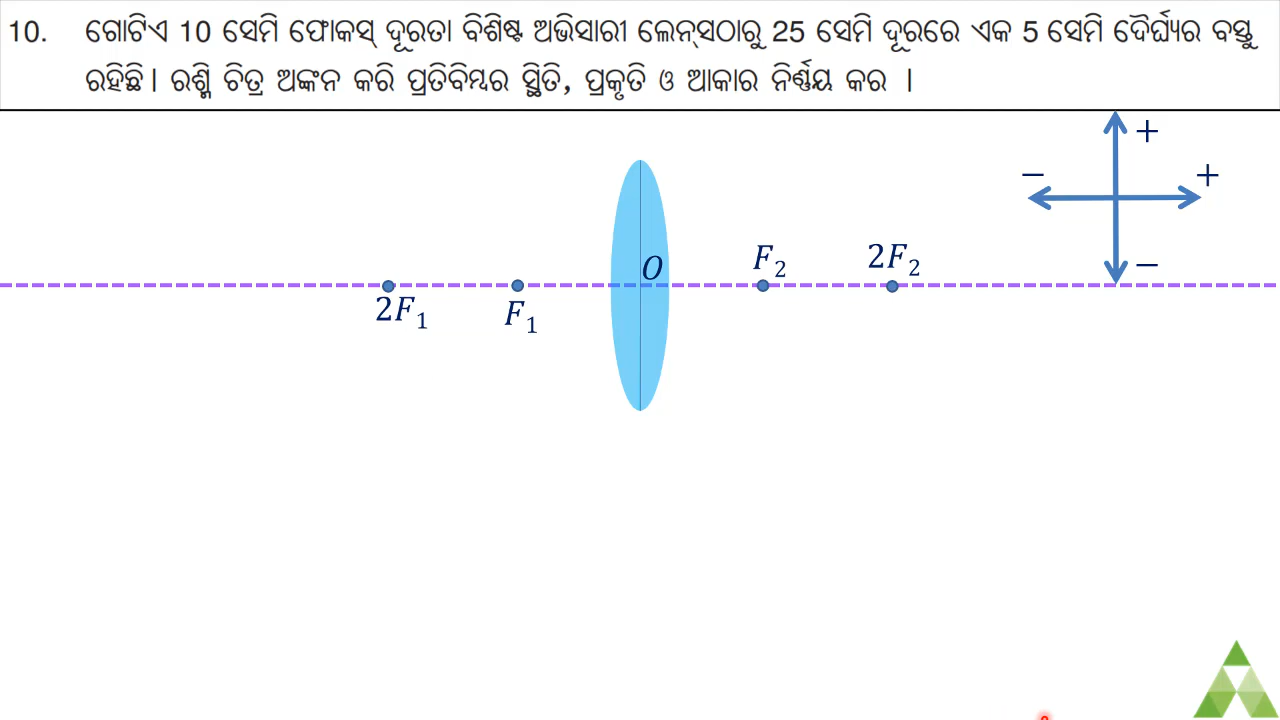 10. ଗୋଟିଏ 10 ସେମି ଫୋକସ୍ ଦୂରତା ବିଶିଷ୍ଟ ଅଭିସାରୀ ଲେନ୍ସଠାରୁ 25 ସେମି ଦୂରରେ ଏକ 5 ସେମି ଦୈର୍ଘ୍ୟର ବସ୍ତୁ
ରହିଛି। ରଶ୍ମି ଚିତ୍ର ଅଙ୍କନ କରି ପ୍ରତିବିମ୍ବର ସ୍ଥିତି, ପ୍ରକୃତି ଓ ଆକାର ନିର୍ଣ୍ଣୟ କର ।
+
− +
O F₂ 2F₂ −
2F₁ F₁